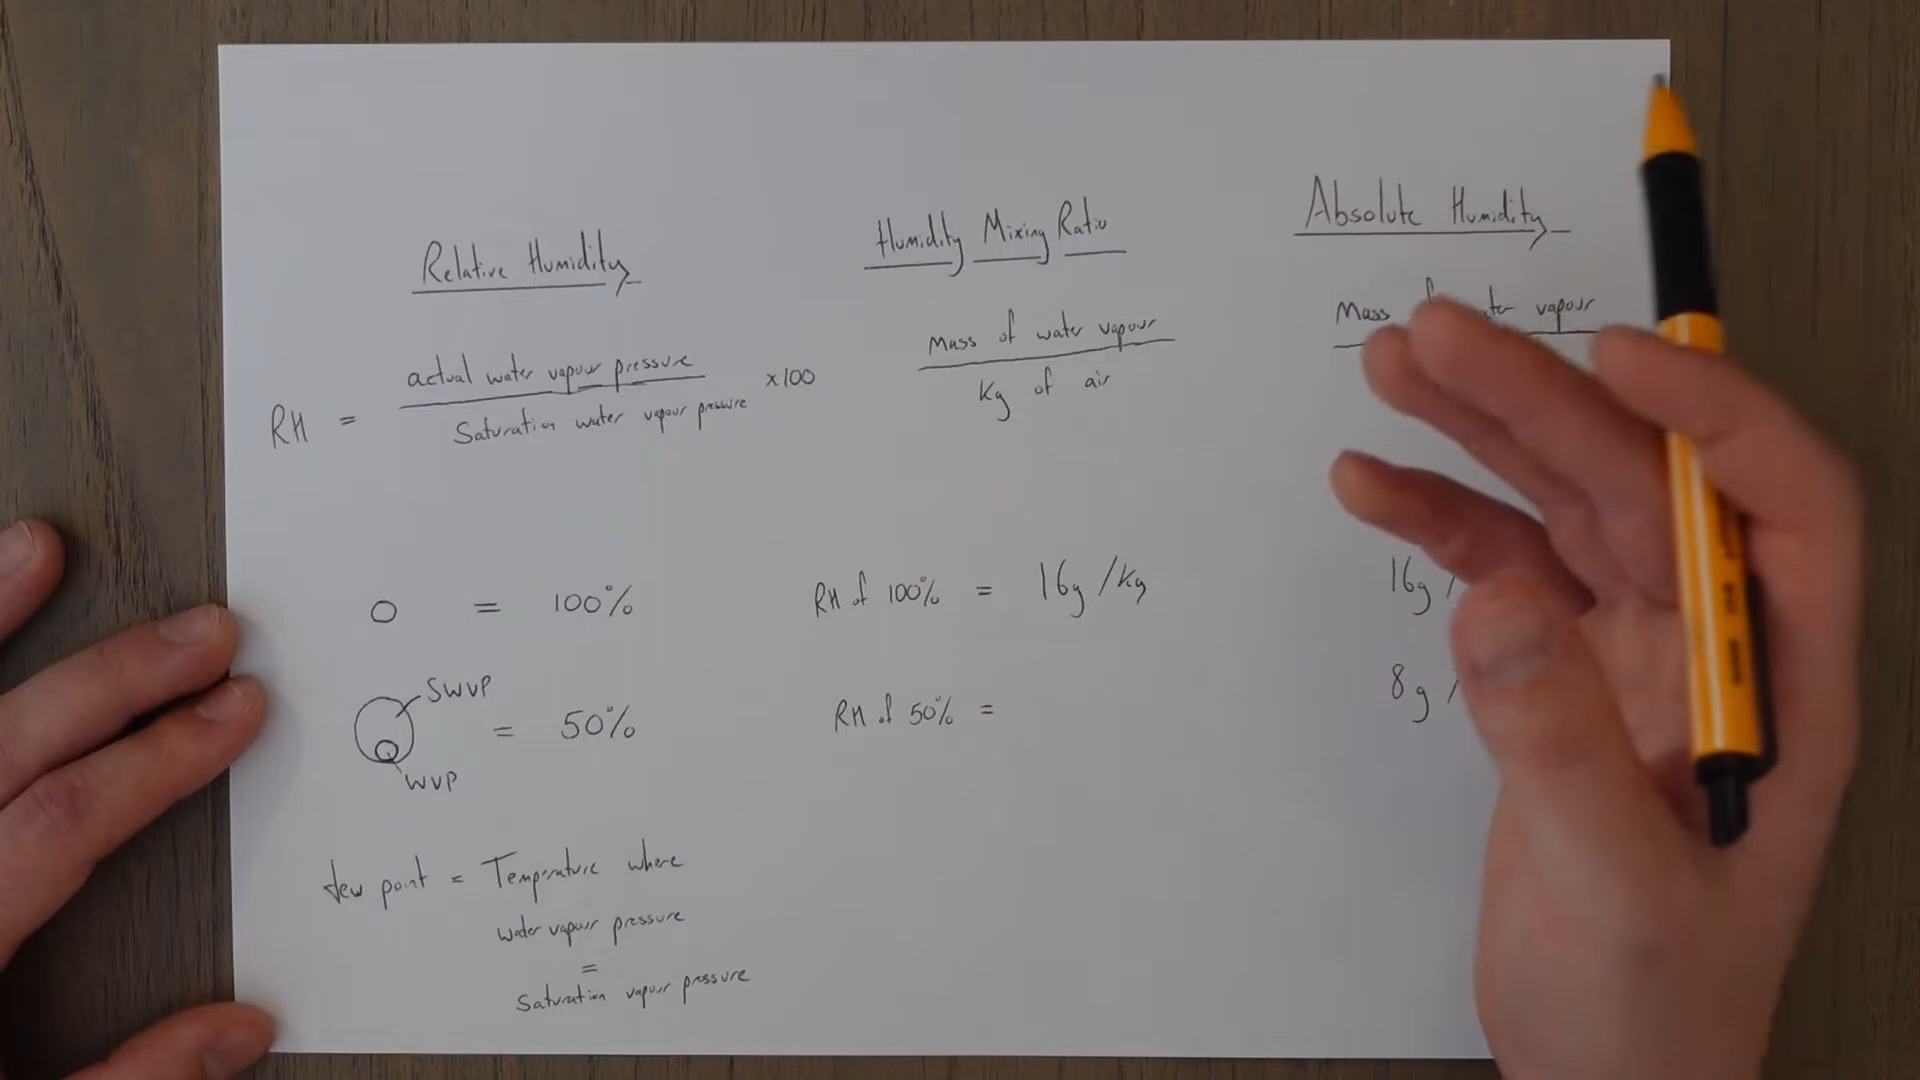 Relative Humidity
RH = actual water vapour pressure x100
Saturation water vapour pressure
O = 100%
SWVP
= 50%
WVP
dew point = Temperature where
water vapour pressure
=
Saturation vapour pressure
Humidity Mixing Ratio
Mass of water vapour
Kg of air
RH of 100% = 16g /kg
RH of 50% =
Absolute Humidity
Mass vapour
16g /
8g /